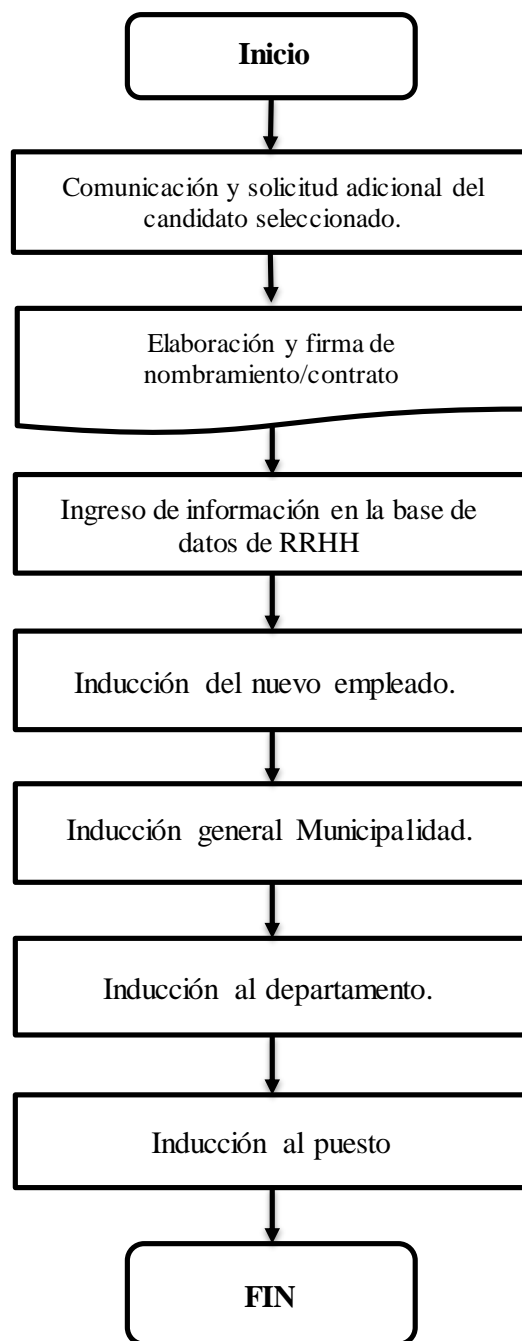 Inicio
Comunicación y solicitud adicional del
candidato seleccionado.
Elaboración y firma de
nombramiento/contrato
Ingreso de información en la base de
datos de RRHH
Inducción del nuevo empleado.
Inducción general Municipalidad.
Inducción al departamento.
Inducción al puesto
FIN